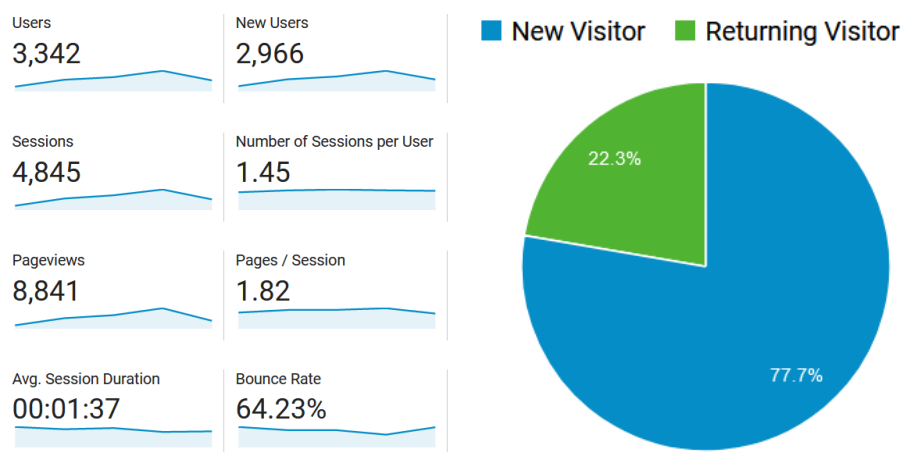 Users
3,342
New Users
2,966
Sessions
4,845
Number of Sessions per User
1.45
Pageviews
8,841
Pages / Session
1.82
Avg. Session Duration
00:01:37
Bounce Rate
64.23%
New Visitor
Returning Visitor
22.3%
77.7%